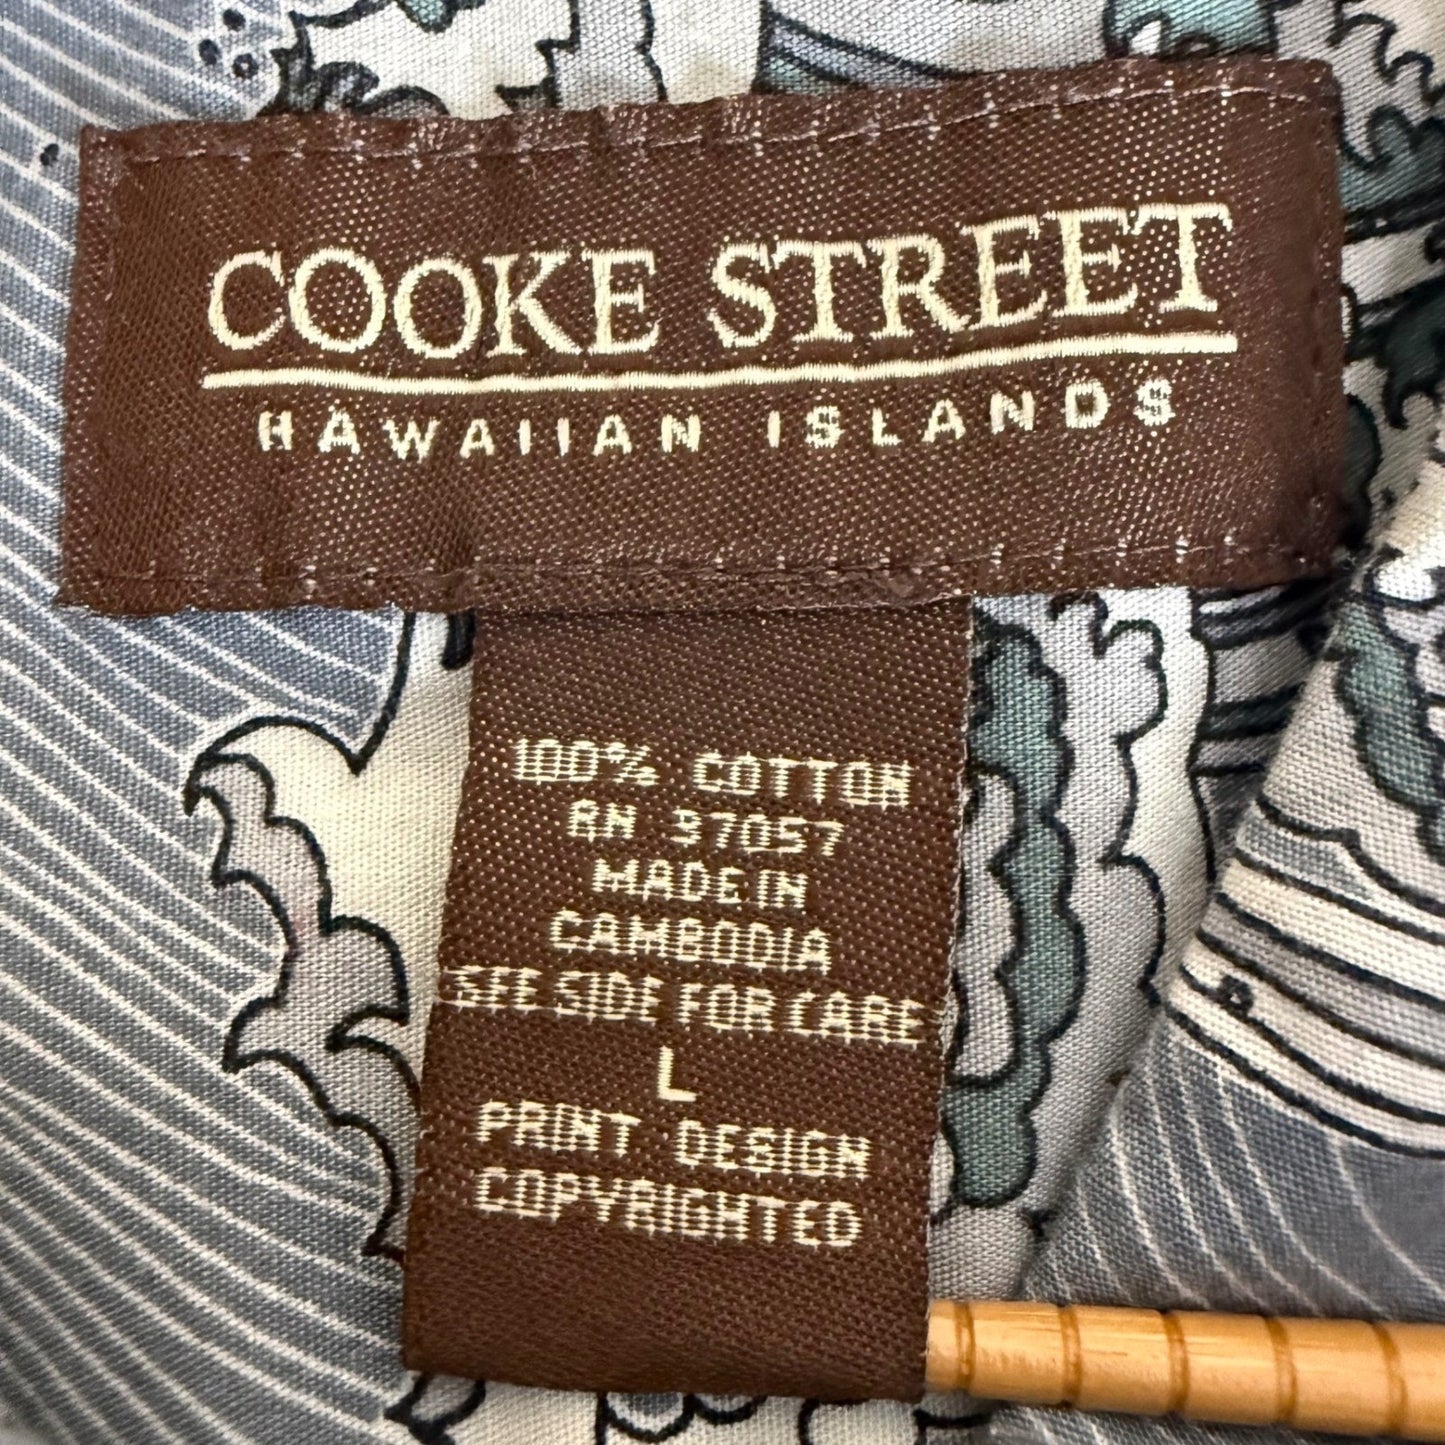 COOKE STREET
HAWAIIAN ISLANDS
100% COTTON
RN 37057
MADE IN
CAMBODIA
SEE SIDE FOR CARE
L
PRINT DESIGN
COPYRIGHTED